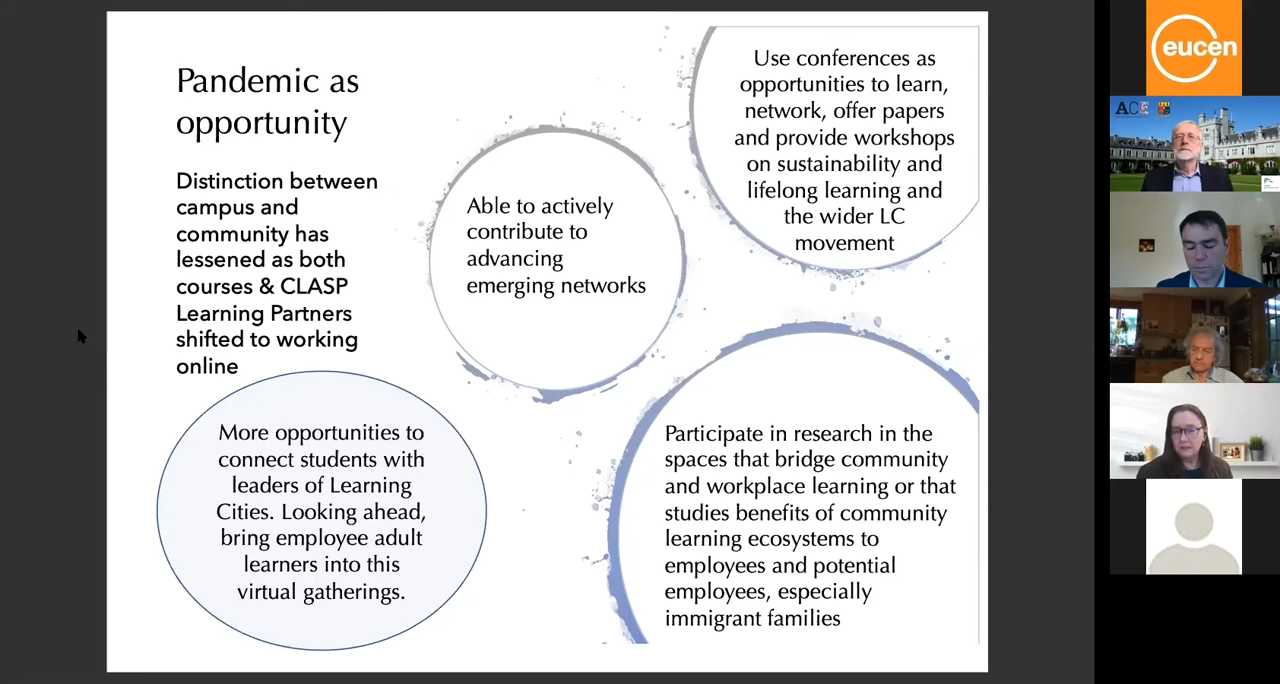 Pandemic as
opportunity
Distinction between
campus and
community has
lessened as both
courses & CLASP
Learning Partners
shifted to working
online
Able to actively
contribute to
advancing
emerging networks
Use conferences as
opportunities to learn,
network, offer papers
and provide workshops
on sustainability and
lifelong learning and
the wider LC
movement
More opportunities to
connect students with
leaders of Learning
Cities. Looking ahead,
bring employee adult
learners into this
virtual gatherings.
Participate in research in the
spaces that bridge community
and workplace learning or that
studies benefits of community
learning ecosystems to
employees and potential
employees, especially
immigrant families
eucen